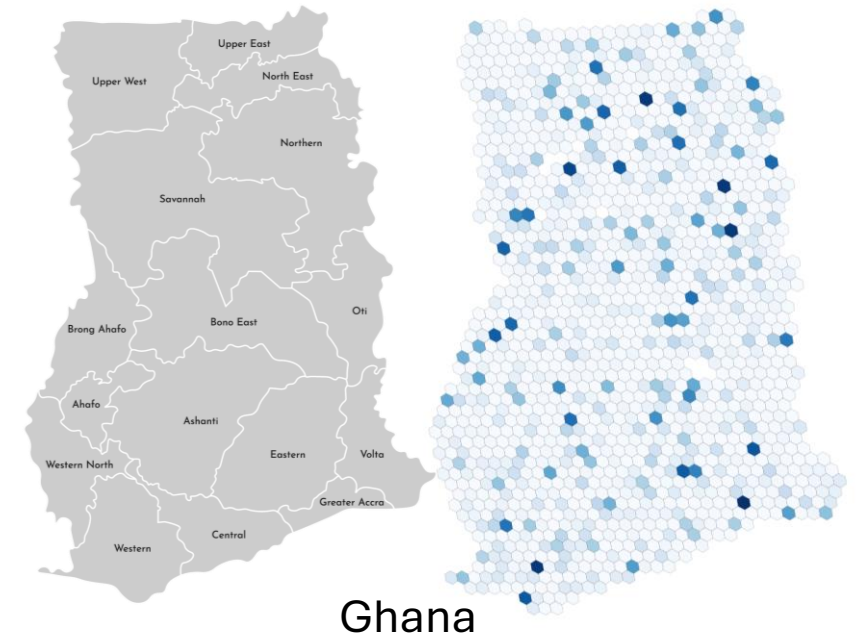 Upper East
Upper West
North East
Northern
Savannah
Oti
Bono East
Brong Ahafo
Ahafo
Ashanti
Eastern
Volta
Western North
Greater Accra
Central
Western
Ghana